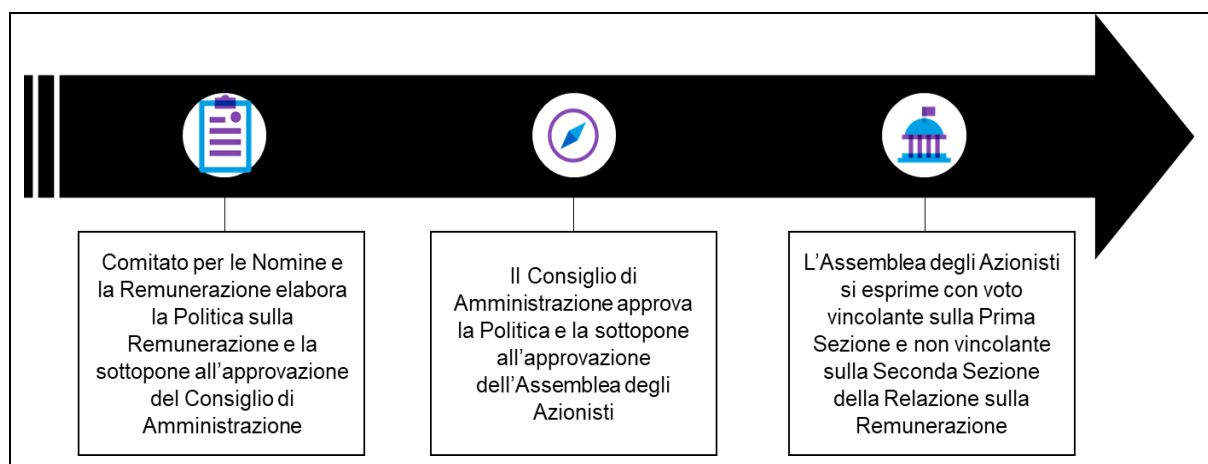 Comitato per le Nomine e
la Remunerazione elabora
la Politica sulla
Remunerazione e la
sottopone all’approvazione
del Consiglio di
Amministrazione
Il Consiglio di
Amministrazione approva
la Politica e la sottopone
all’approvazione
dell’Assemblea degli
Azionisti
L’Assemblea degli Azionisti
si esprime con voto
vincolante sulla Prima
Sezione e non vincolante
sulla Seconda Sezione
della Relazione sulla
Remunerazione